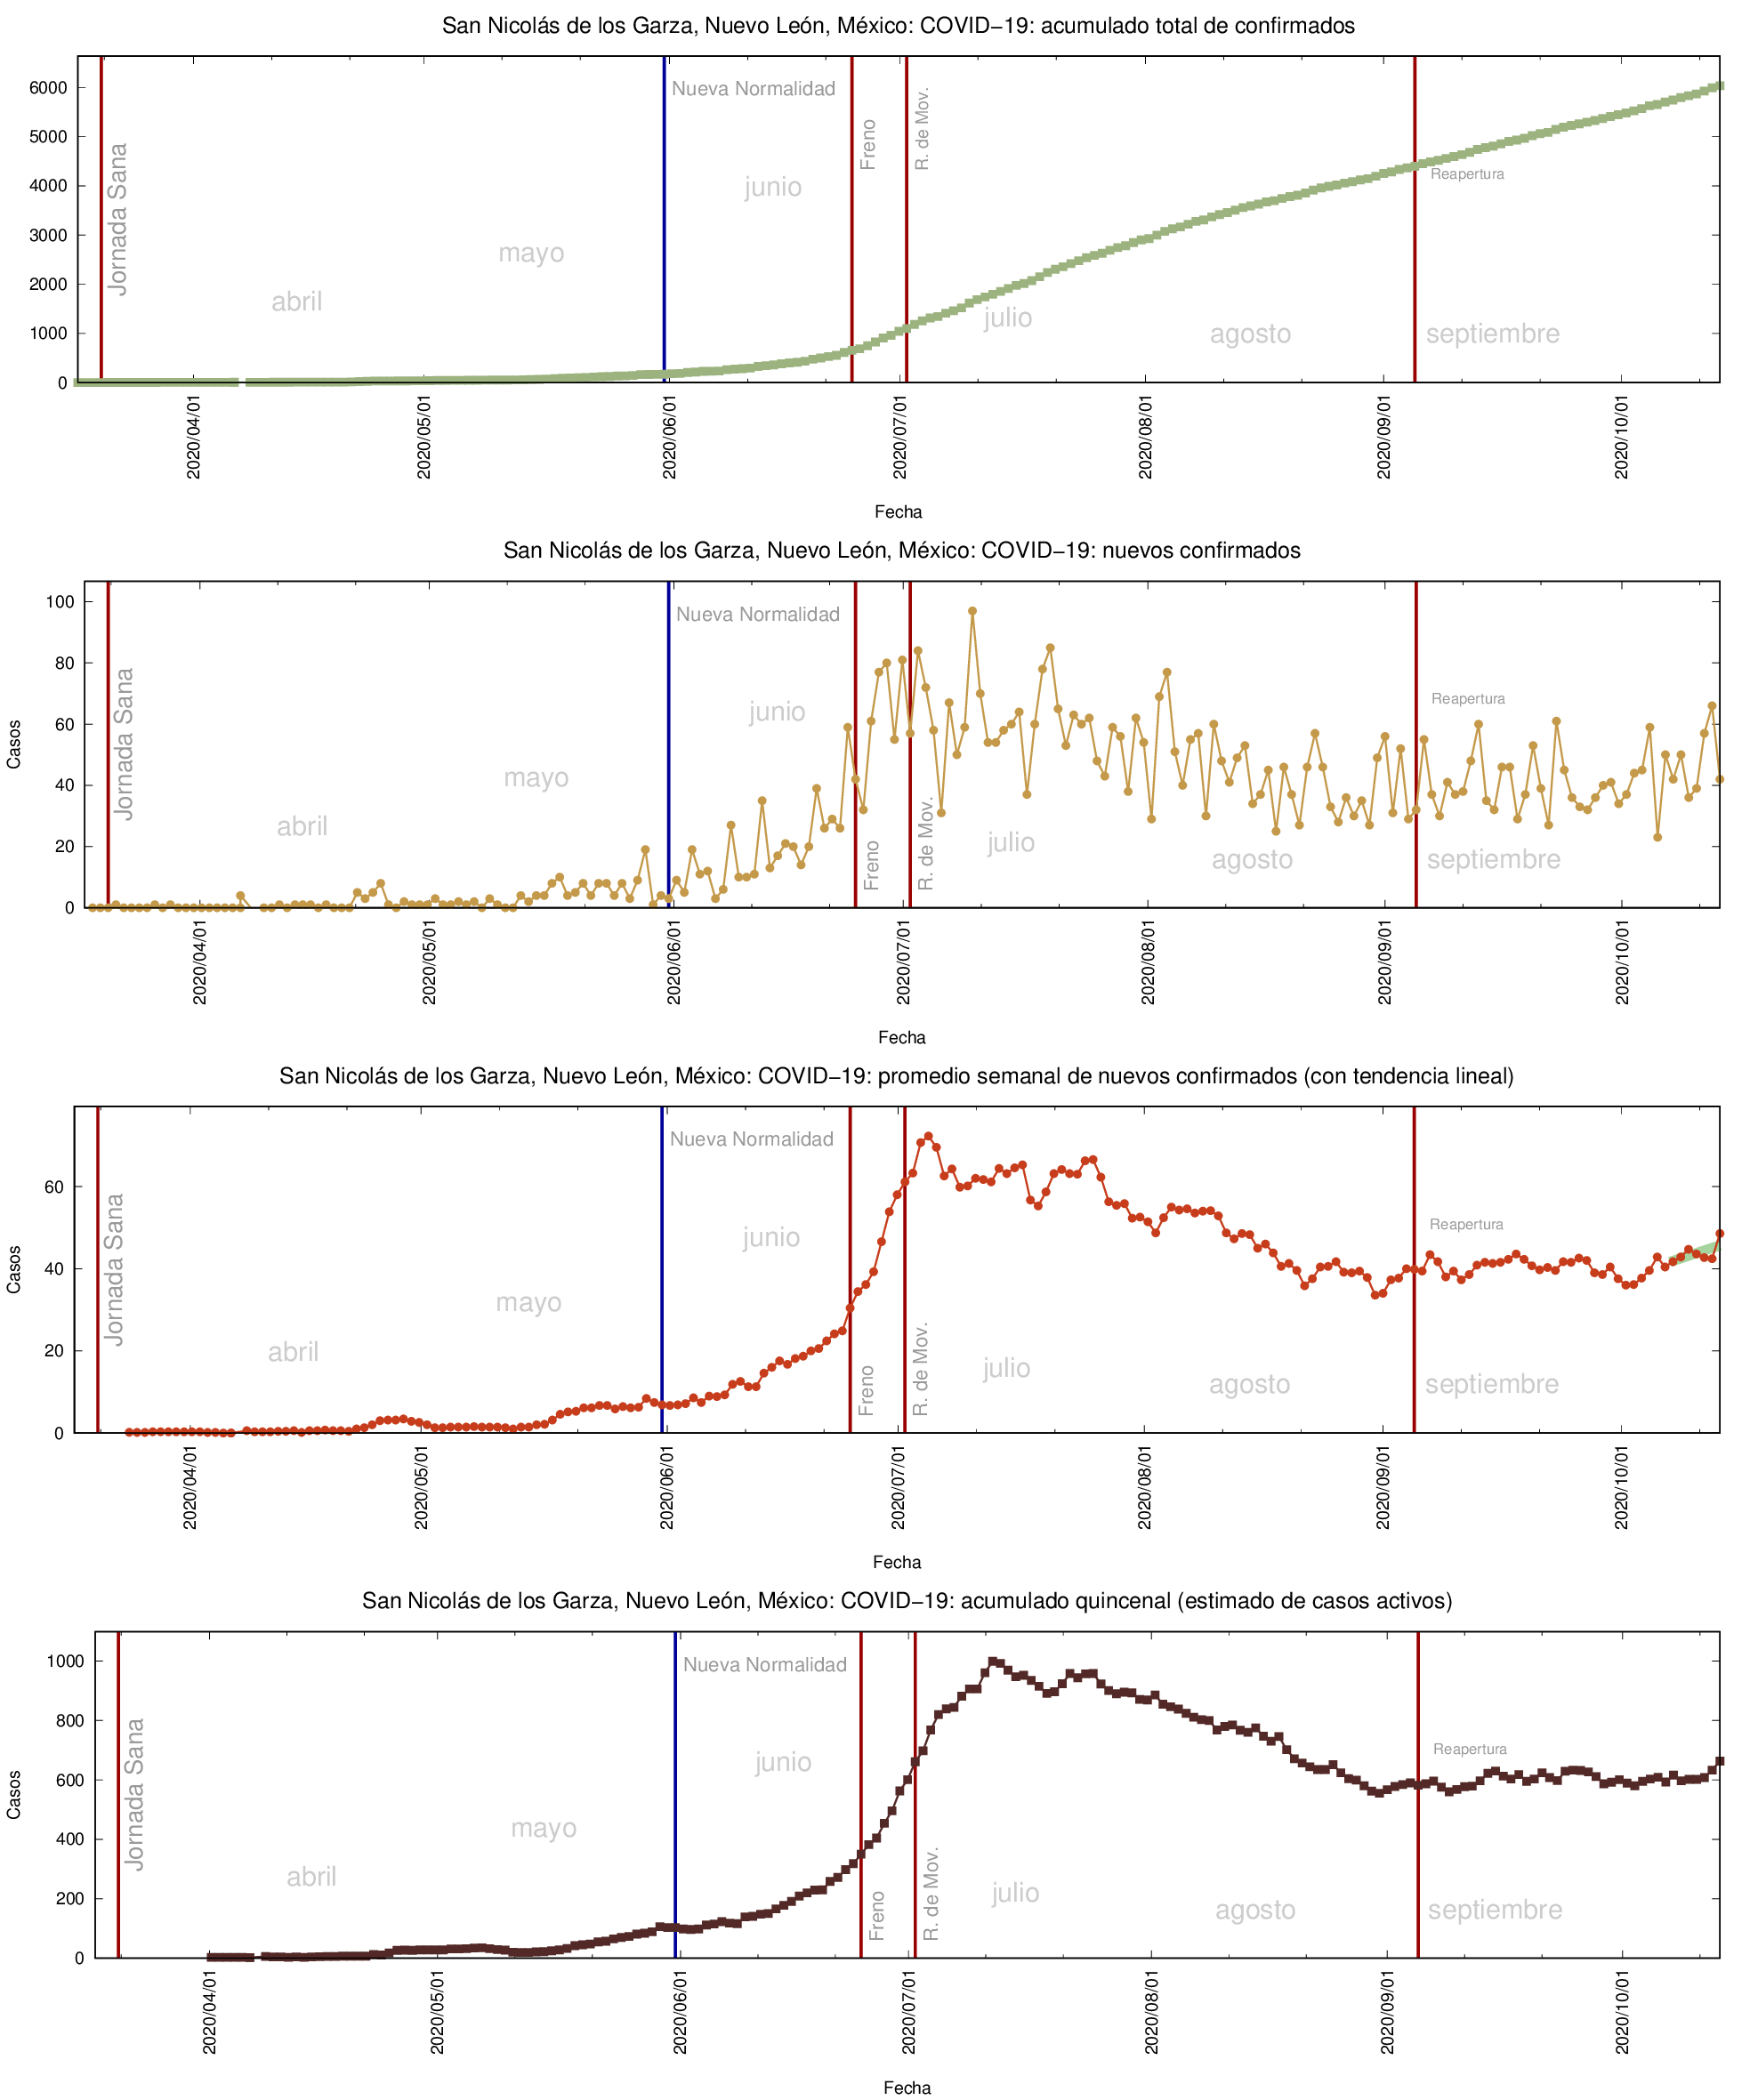 San Nicolás de los Garza, Nuevo León, México: COVID−19: acumulado total de confirmados
6000
5000
4000
3000
2000
1000
0
Jornada Sana
abril
mayo
Nueva Normalidad
junio
Freno
R. de Mov.
julio
agosto
Reapertura
septiembre
2020/04/01
2020/05/01
2020/06/01
2020/07/01
2020/08/01
2020/09/01
2020/10/01
Fecha
San Nicolás de los Garza, Nuevo León, México: COVID−19: nuevos confirmados
Casos
100
80
60
40
20
0
Jornada Sana
abril
mayo
Nueva Normalidad
junio
Freno
R. de Mov.
julio
agosto
Reapertura
septiembre
2020/04/01
2020/05/01
2020/06/01
2020/07/01
2020/08/01
2020/09/01
2020/10/01
Fecha
San Nicolás de los Garza, Nuevo León, México: COVID−19: promedio semanal de nuevos confirmados (con tendencia lineal)
Casos
60
40
20
0
Jornada Sana
abril
mayo
Nueva Normalidad
junio
Freno
R. de Mov.
julio
agosto
Reapertura
septiembre
2020/04/01
2020/05/01
2020/06/01
2020/07/01
2020/08/01
2020/09/01
2020/10/01
Fecha
San Nicolás de los Garza, Nuevo León, México: COVID−19: acumulado quincenal (estimado de casos activos)
Casos
1000
800
600
400
200
0
Jornada Sana
abril
mayo
Nueva Normalidad
junio
Freno
R. de Mov.
julio
agosto
Reapertura
septiembre
2020/04/01
2020/05/01
2020/06/01
2020/07/01
2020/08/01
2020/09/01
2020/10/01
Fecha